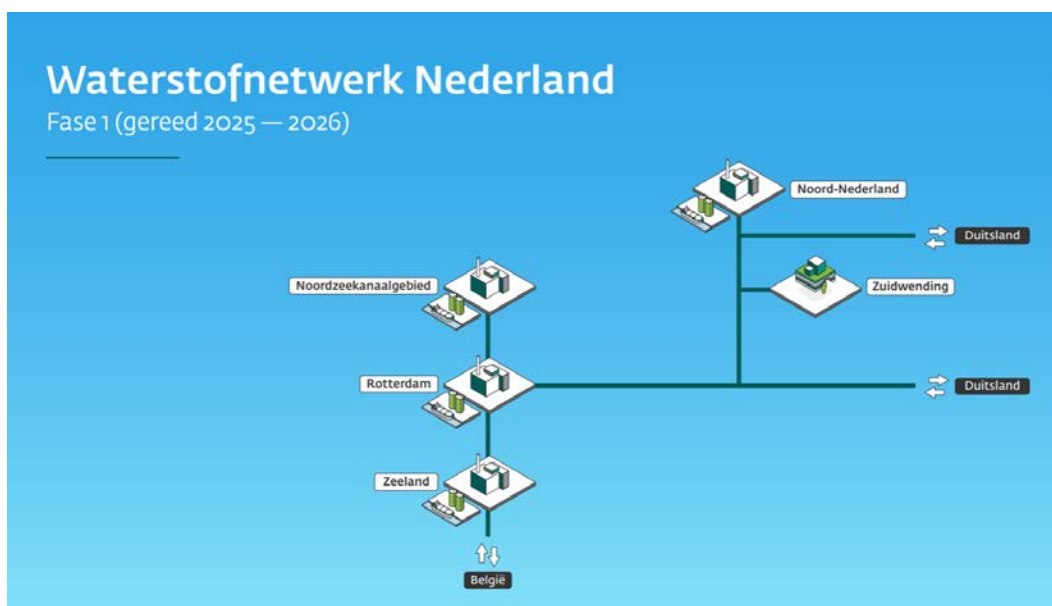 Waterstofnetwerk Nederland
Fase 1 (gereed 2025 — 2026)
Noord-Nederland
Duitsland
Noordzeekanaalgebied
Zuidwending
Rotterdam
Duitsland
Zeeland
België